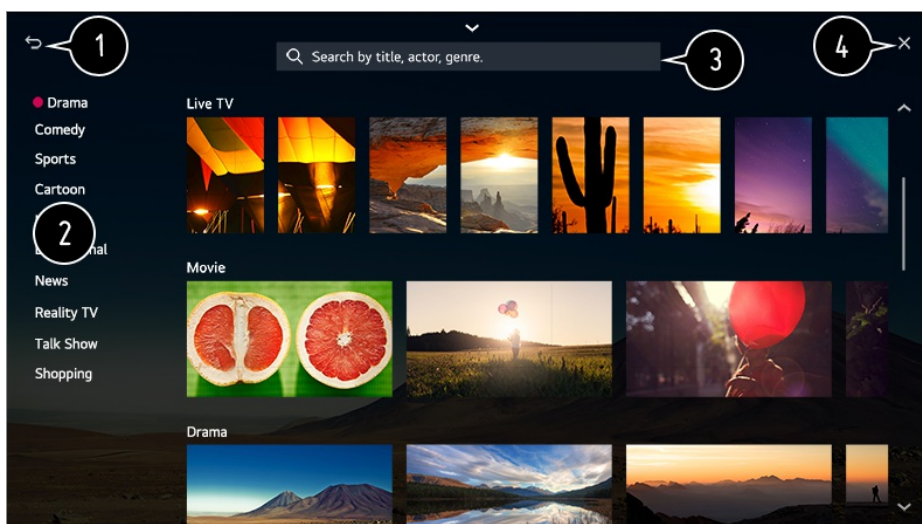 1
4
Search by title, actor, genre.
3
Drama
Live TV
Comedy
Sports
Cartoon
2
News
Movie
Reality TV
Talk Show
Shopping
Drama